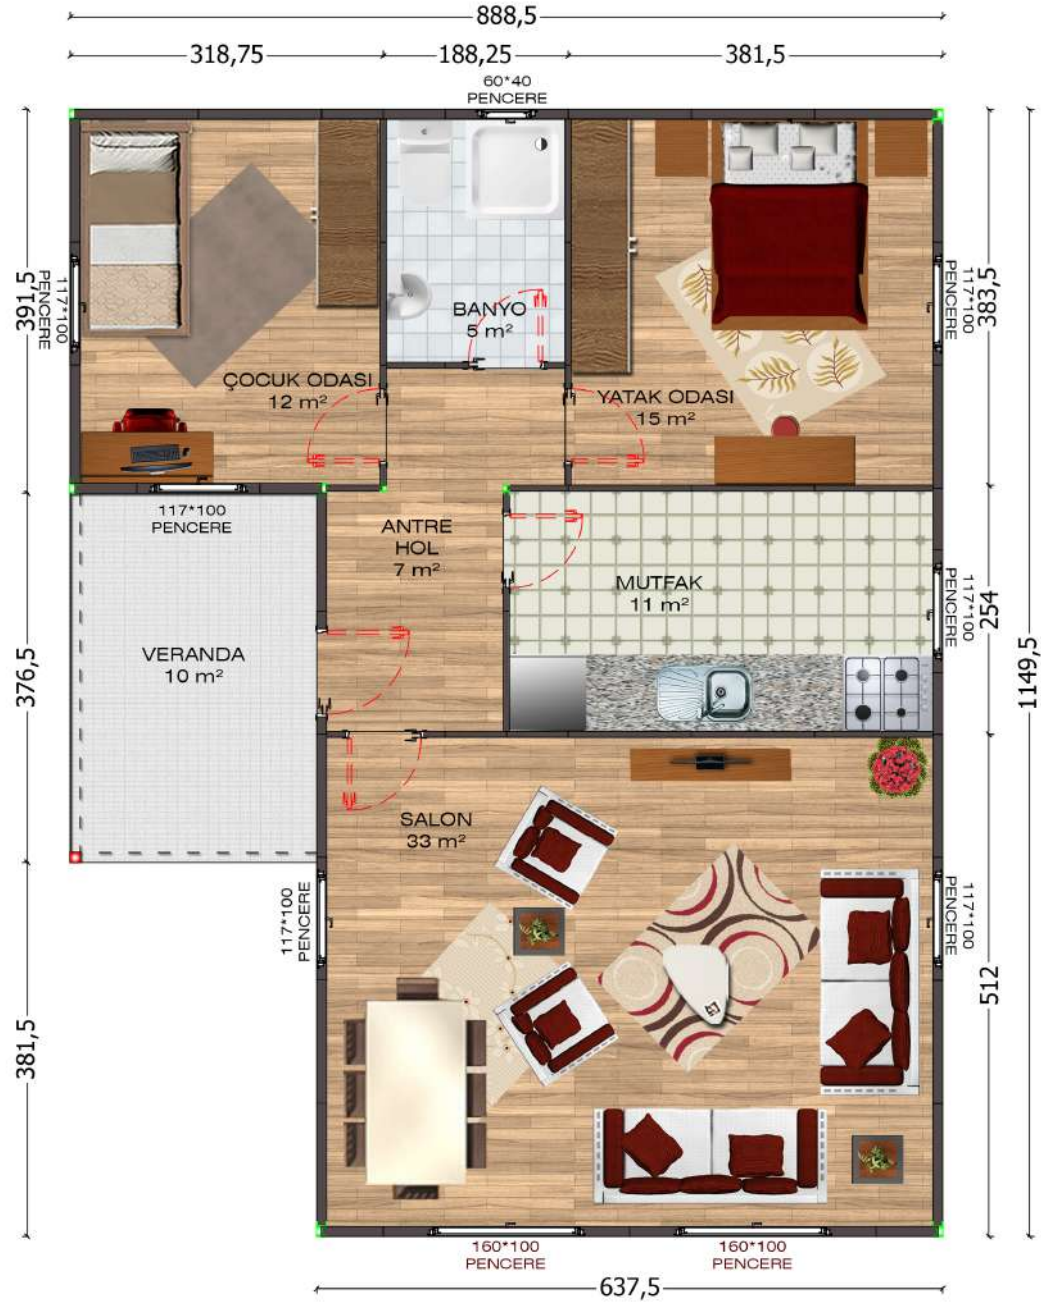 888,5
318,75
188,25
381,5
60*40
PENCERE
391,5
117*100
PENCERE
BANYO
5 m²
117*100
PENCERE
383,5
ÇOCUK ODASI
12 m²
YATAK ODASI
15 m²
117*100
PENCERE
ANTRE
HOL
7 m²
MUTFAK
11 m²
117*100
PENCERE
254
VERANDA
10 m²
376,5
1149,5
SALON
33 m²
117*100
PENCERE
117*100
PENCERE
512
381,5
160*100
PENCERE
160*100
PENCERE
637,5